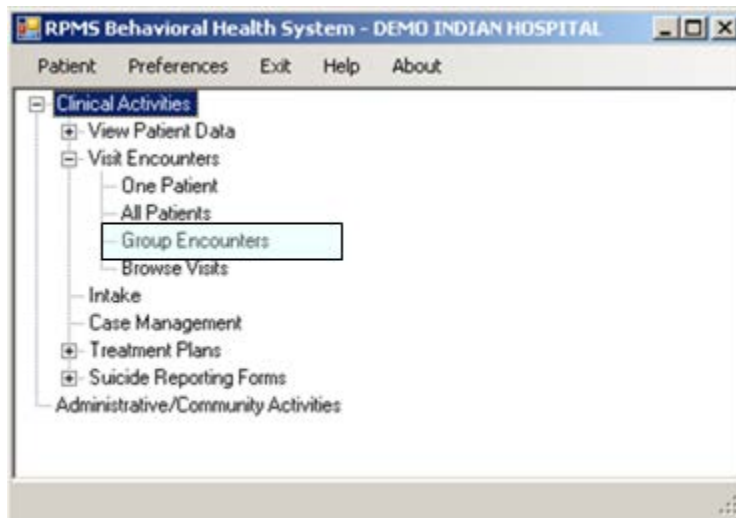 RPMS Behavioral Health System - DEMO INDIAN HOSPITAL
Patient Preferences Exit Help About
Clinical Activities
View Patient Data
Visit Encounters
One Patient
All Patients
Group Encounters
Browse Visits
Intake
Case Management
Treatment Plans
Suicide Reporting Forms
Administrative/Community Activities